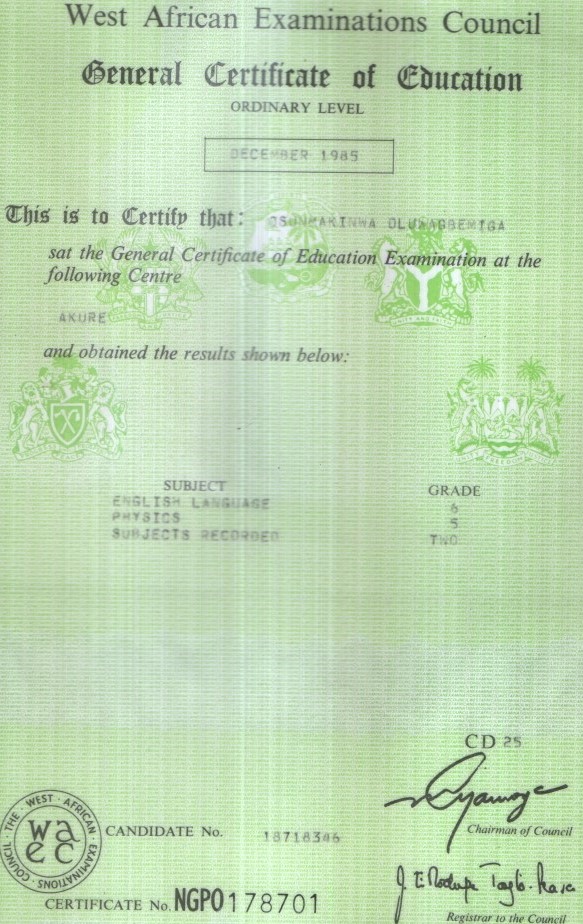 West African Examinations Council
General Certificate of Education
ORDINARY LEVEL
DECEMBER 1985
This is to Certify that: OSUNMAKINWA OLUWAGBEMIGA
sat the General Certificate of Education Examination at the
following Centre
AKURE
and obtained the results shown below:
SUBJECT GRADE
ENGLISH LANGUAGE 6
PHYSICS 5
SUBJECTS RECORDED TWO
CD 25
Chairman of Council
THE WEST · AFRICAN EXAMINATIONS COUNCIL
waec
CANDIDATE No. 18718346
CERTIFICATE No. NGPO178701
Registrar to the Council